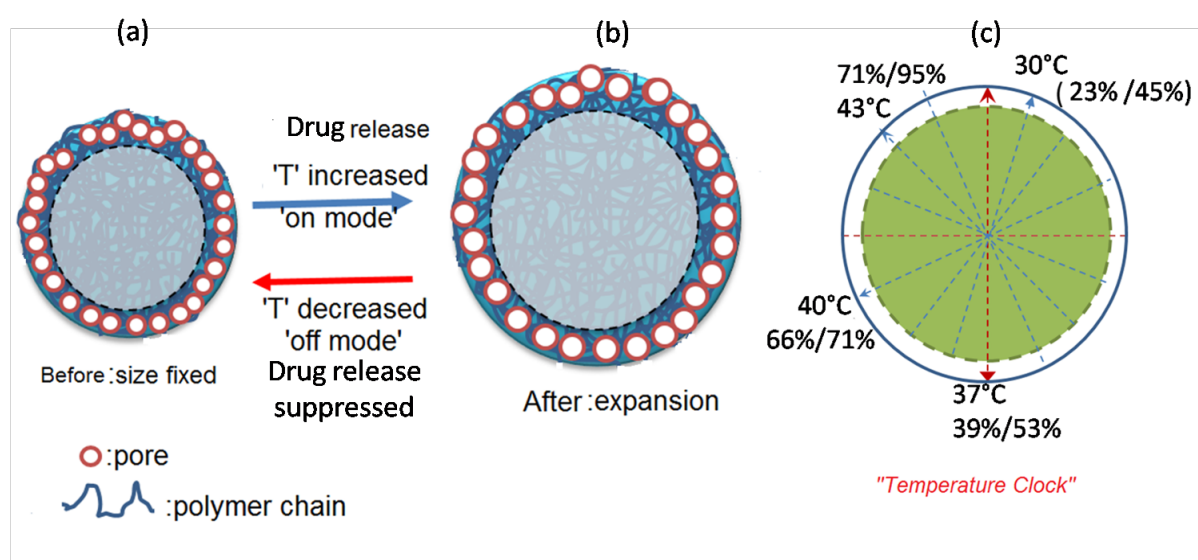 (a)
(b)
(c)
Drug release
'T' increased
'on mode'
'T' decreased
'off mode'
Drug release
suppressed
Before:size fixed
After:expansion
:pore
:polymer chain
71%/95%
43°C
30°C
( 23% /45%)
40°C
66%/71%
37°C
39%/53%
"Temperature Clock"